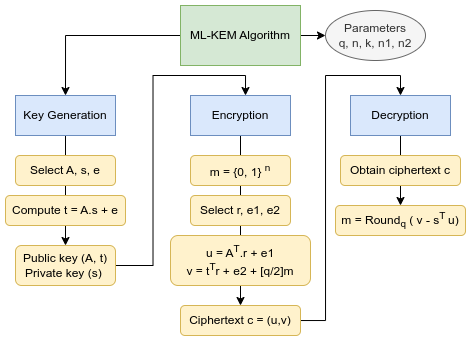 ML-KEM Algorithm
Parameters
q, n, k, n1, n2
Key Generation
Select A, s, e
Compute t = A.s + e
Public key (A, t)
Private key (s)
Encryption
m = {0, 1} ⁿ
Select r, e1, e2
u = Aᵀ.r + e1
v = tᵀr + e2 + [q/2]m
Ciphertext c = (u,v)
Decryption
Obtain ciphertext c
m = Round_q ( v - sᵀ u)